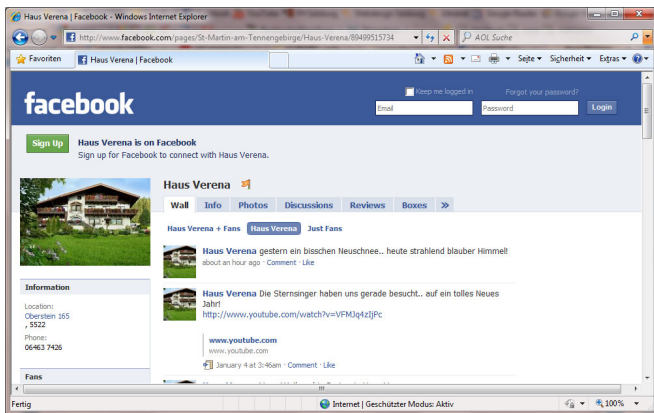 Haus Verena | Facebook - Windows Internet Explorer
http://www.facebook.com/pages/St-Martin-am-Tennengebirge/Haus-Verena/89499515734
AOL Suche
Favoriten
Haus Verena | Facebook
Seite
Sicherheit
Extras
facebook
Keep me logged in
Forgot your password?
Email
Password
Login
Sign Up
Haus Verena is on Facebook
Sign up for Facebook to connect with Haus Verena.
Haus Verena
Wall Info Photos Discussions Reviews Boxes »
Haus Verena + Fans Haus Verena Just Fans
Haus Verena gestern ein bisschen Neuschnee.. heute strahlend blauber Himmel!
about an hour ago · Comment · Like
Haus Verena Die Sternsinger haben uns gerade besucht.. auf ein tolles Neues
Jahr!
http://www.youtube.com/watch?v=VFMJq4zIjPc
www.youtube.com
www.youtube.com
January 4 at 3:46am · Comment · Like
Information
Location:
Oberstein 165
, 5522
Phone:
06463 7426
Fans
Fertig
Internet | Geschützter Modus: Aktiv
100%